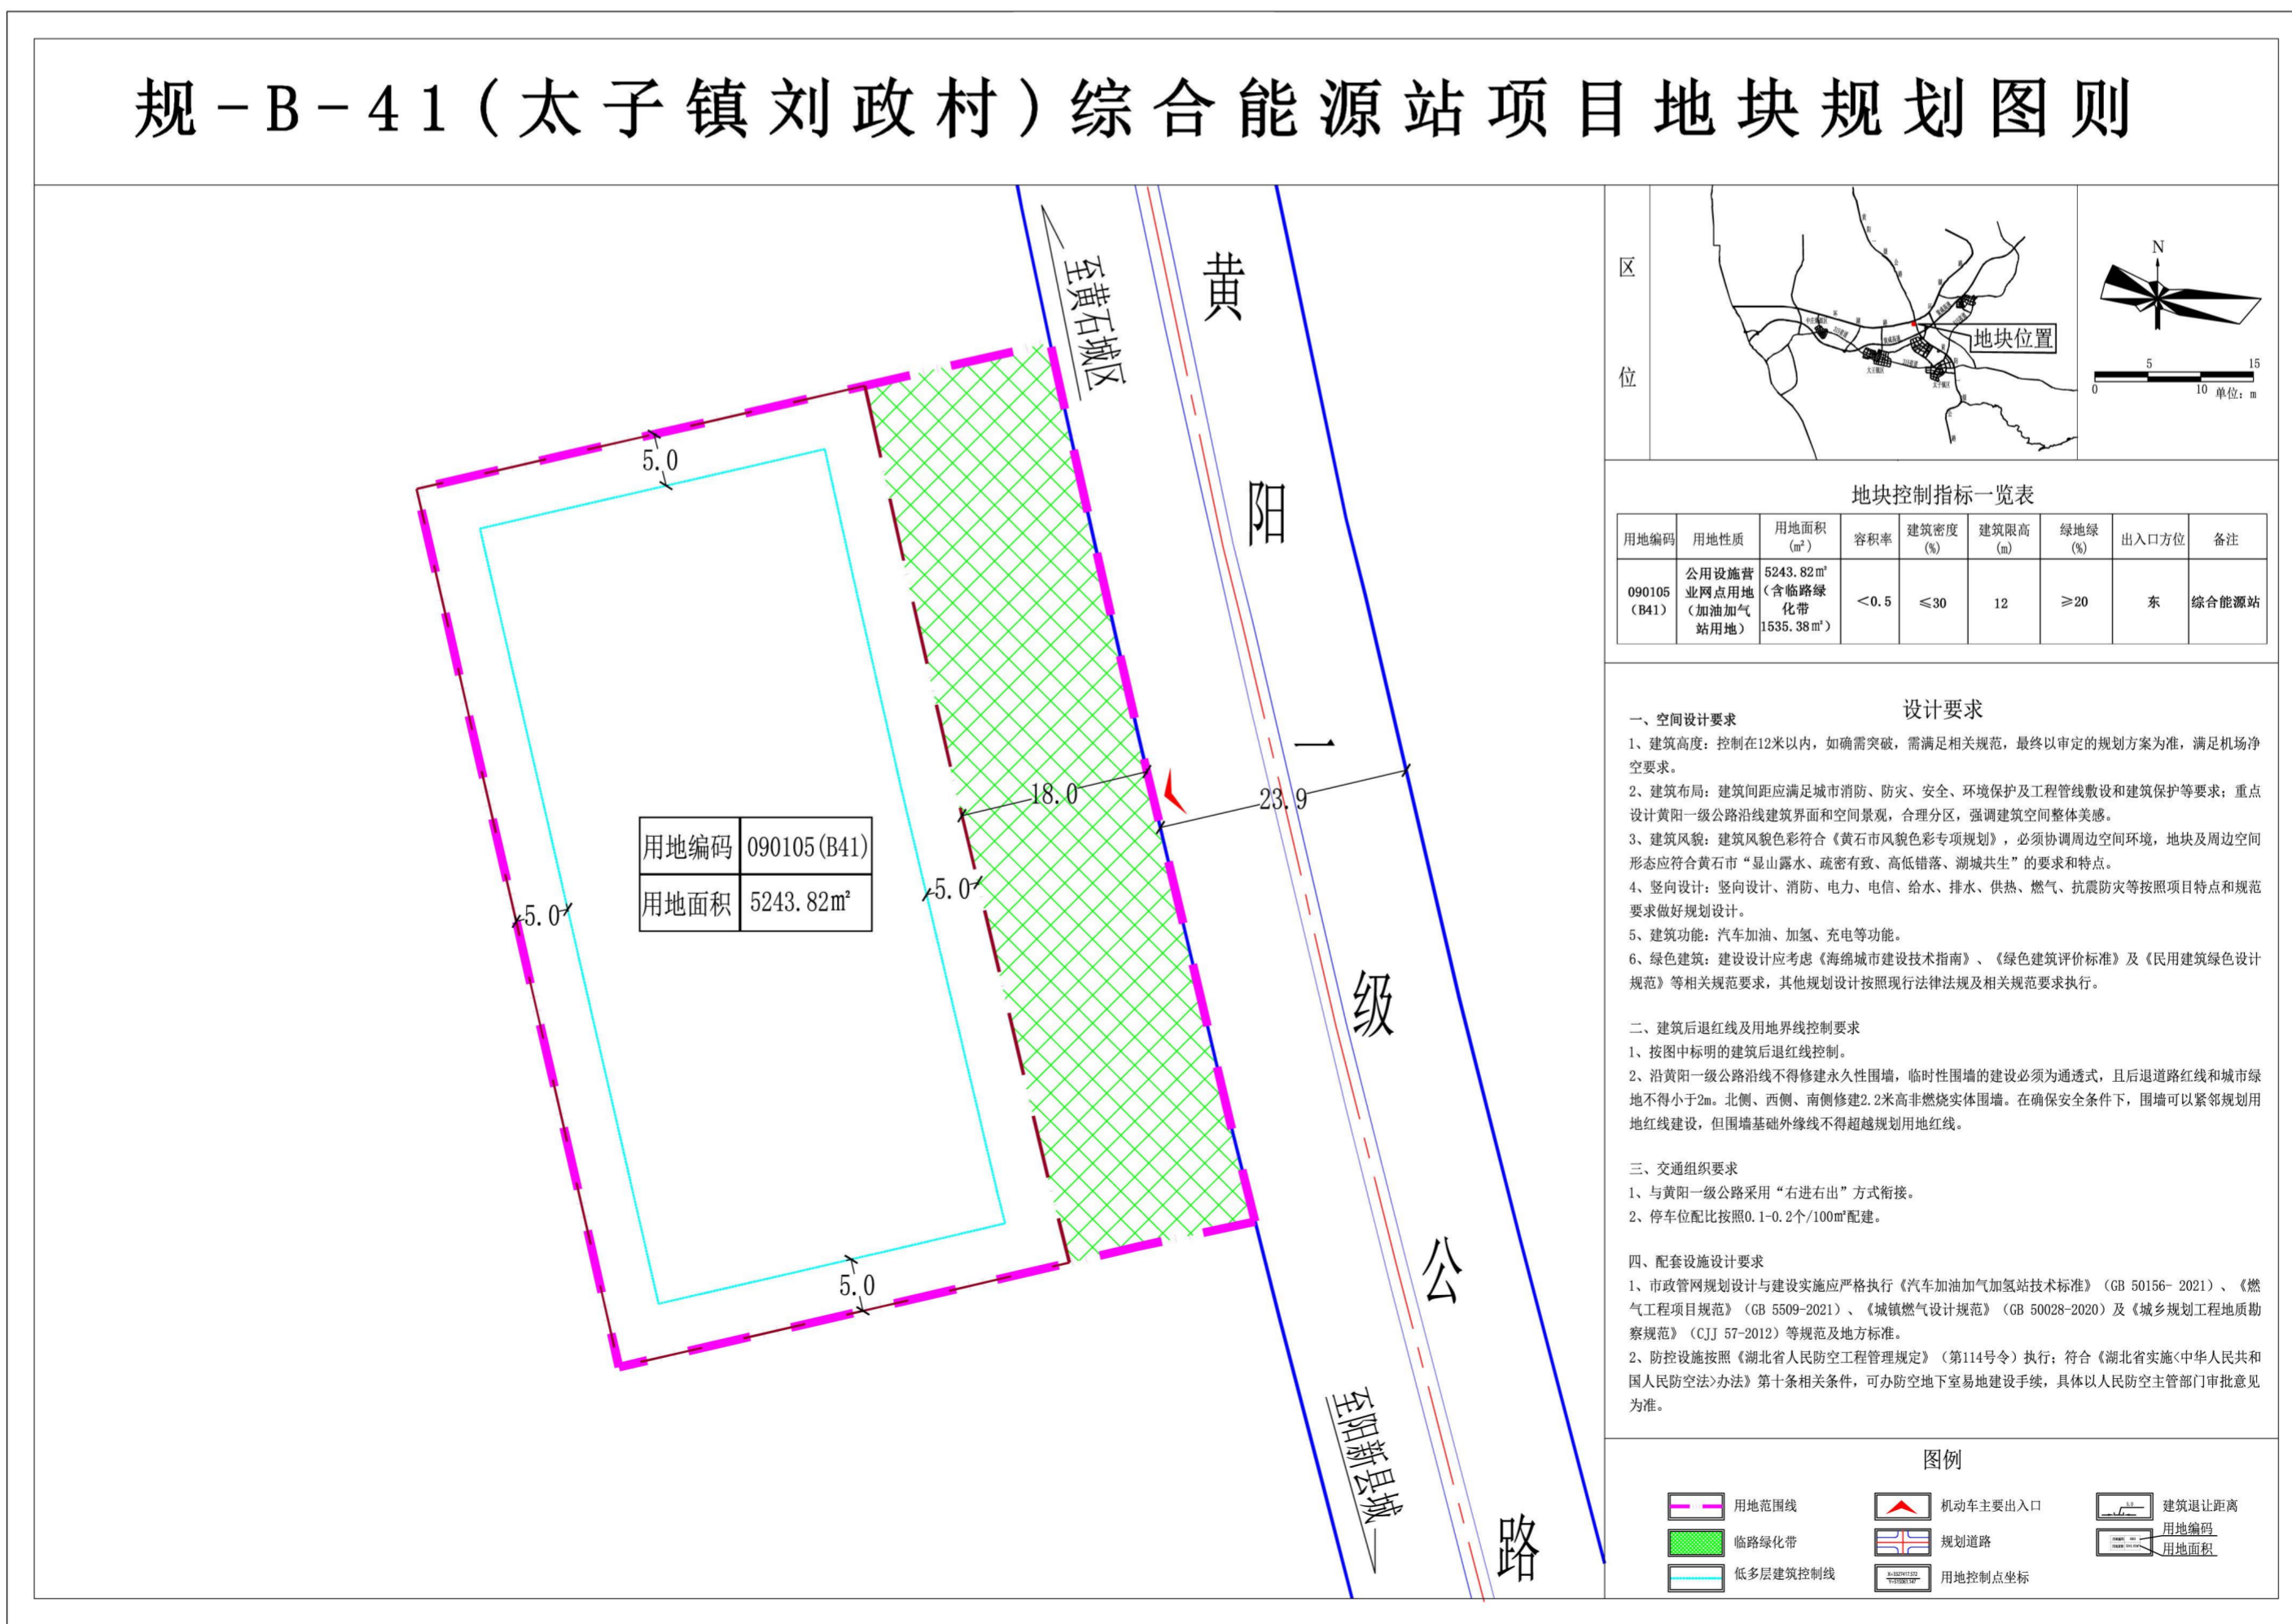 规-B-41(太子镇刘政村)综合能源站项目地块规划图则
至黄石城区
黄阳一级公路
5.0
18.0
23.9
5.0
5.0
用地编码 090105(B41)
用地面积 5243.82㎡
5.0
至阳新县城
区位
地块位置
N
5 15
0 10 单位: m
地块控制指标一览表
用地编码 用地性质 用地面积(㎡) 容积率 建筑密度(%) 建筑限高(m) 绿地绿(%) 出入口方位 备注
090105(B41) 公用设施营业网点用地(加油加气站用地) 5243.82㎡(含临路绿化带1535.38㎡) <0.5 ≤30 12 ≥20 东 综合能源站
设计要求
一、空间设计要求
1、建筑高度：控制在12米以内，如确需突破，需满足相关规范，最终以审定的规划方案为准，满足机场净
空要求。
2、建筑布局：建筑间距应满足城市消防、防灾、安全、环境保护及工程管线敷设和建筑保护等要求；重点
设计黄阳一级公路沿线建筑界面和空间景观，合理分区，强调建筑空间整体美感。
3、建筑风貌：建筑风貌色彩符合《黄石市风貌色彩专项规划》，必须协调周边空间环境，地块及周边空间
形态应符合黄石市“显山露水、疏密有致、高低错落、湖城共生”的要求和特点。
4、竖向设计：竖向设计、消防、电力、电信、给水、排水、供热、燃气、抗震防灾等按照项目特点和规范
要求做好规划设计。
5、建筑功能：汽车加油、加氢、充电等功能。
6、绿色建筑：建设设计应考虑《海绵城市建设技术指南》、《绿色建筑评价标准》及《民用建筑绿色设计
规范》等相关规范要求，其他规划设计按照现行法律法规及相关规范要求执行。
二、建筑后退红线及用地界线控制要求
1、按图中标明的建筑后退红线控制。
2、沿黄阳一级公路沿线不得修建永久性围墙，临时性围墙的建设必须为通透式，且后退道路红线和城市绿
地不得小于2m。北侧、西侧、南侧修建2.2米高非燃烧实体围墙。在确保安全条件下，围墙可以紧邻规划用
地红线建设，但围墙基础外缘线不得超越规划用地红线。
三、交通组织要求
1、与黄阳一级公路采用“右进右出”方式衔接。
2、停车位配比按照0.1-0.2个/100㎡配建。
四、配套设施设计要求
1、市政管网规划设计与建设实施应严格执行《汽车加油加气加氢站技术标准》（GB 50156- 2021）、《燃
气工程项目规范》（GB 5509-2021）、《城镇燃气设计规范》（GB 50028-2020）及《城乡规划工程地质勘
察规范》（CJJ 57-2012）等规范及地方标准。
2、防控设施按照《湖北省人民防空工程管理规定》（第114号令）执行；符合《湖北省实施<中华人民共和
国人民防空法>办法》第十条相关条件，可办防空地下室易地建设手续，具体以人民防空主管部门审批意见
为准。
图例
用地范围线 机动车主要出入口 建筑退让距离
临路绿化带 规划道路 用地编码
用地面积
低多层建筑控制线 用地控制点坐标